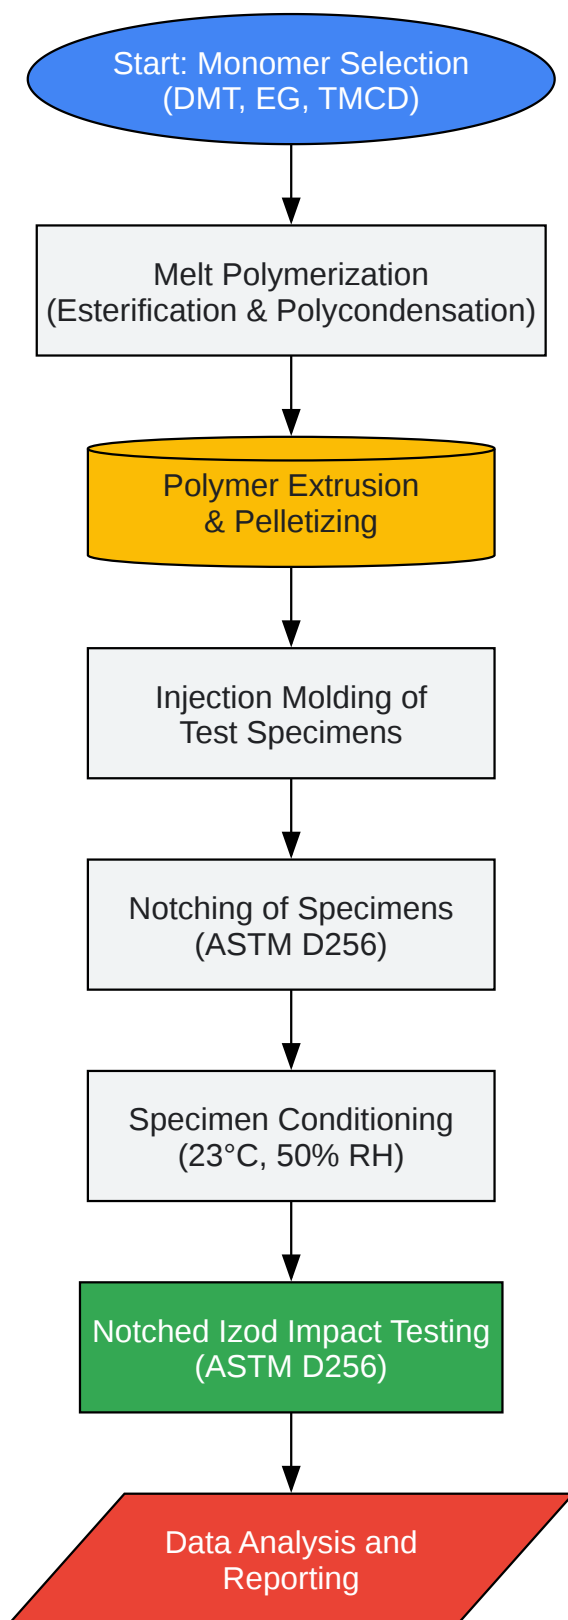 Start: Monomer Selection
(DMT, EG, TMCD)
Melt Polymerization
(Esterification & Polycondensation)
Polymer Extrusion
& Pelletizing
Injection Molding of
Test Specimens
Notching of Specimens
(ASTM D256)
Specimen Conditioning
(23°C, 50% RH)
Notched Izod Impact Testing
(ASTM D256)
Data Analysis and
Reporting